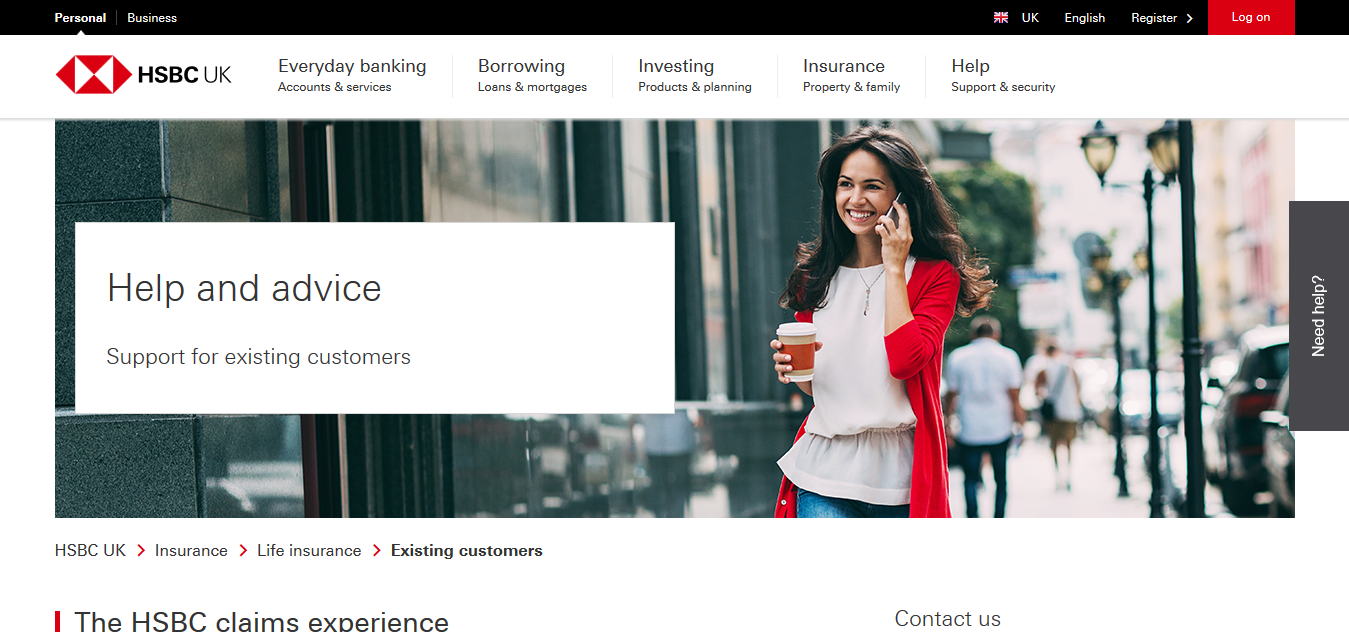 Personal Business UK English Register Log on
HSBC UK
Everyday banking
Accounts & services
Borrowing
Loans & mortgages
Investing
Products & planning
Insurance
Property & family
Help
Support & security
Help and advice
Support for existing customers
Need help?
HSBC UK Insurance Life insurance Existing customers
The HSBC claims experience
Contact us